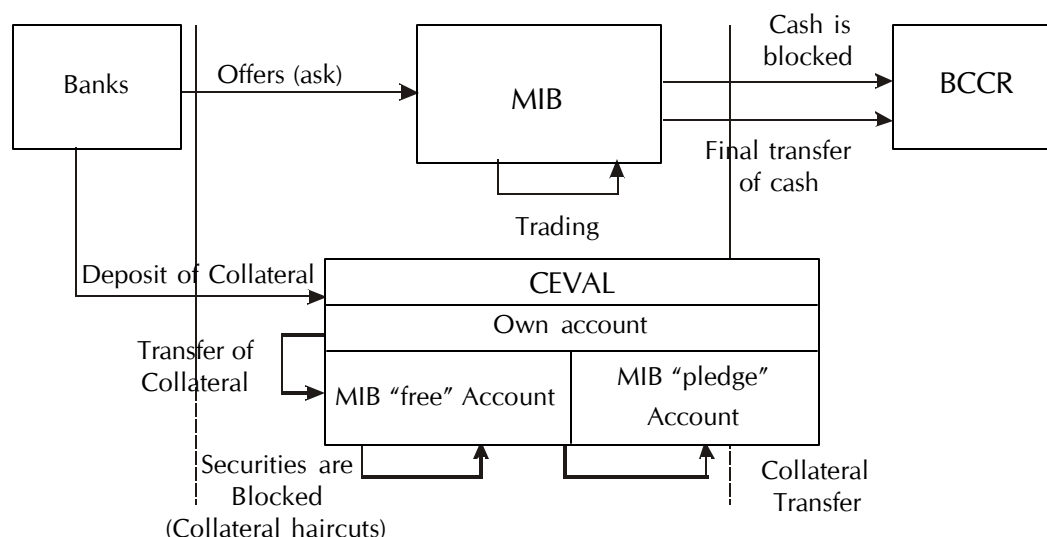 Banks
Offers (ask)
MIB
Cash is
blocked
BCCR
Final transfer
of cash
Trading
Deposit of Collateral
CEVAL
Own account
Transfer of
Collateral
MIB “free” Account
MIB “pledge”
Account
Securities are
Blocked
(Collateral haircuts)
Collateral
Transfer